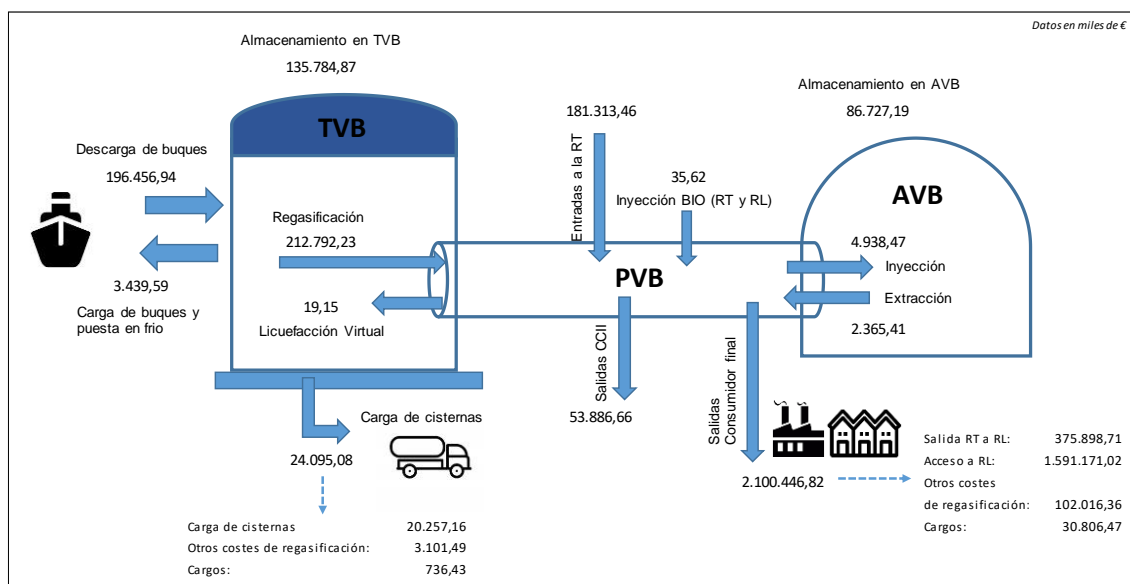 Datos en miles de €
Almacenamiento en TVB
135.784,87
Almacenamiento en AVB
86.727,19
TVB
181.313,46
Entradas a la RT
Descarga de buques
196.456,94
35,62
Inyección BIO (RT y RL)
AVB
Regasificación
212.792,23
4.938,47
Inyección
PVB
3.439,59
Carga de buques y
puesta en frio
19,15
Licuefacción Virtual
Extracción
2.365,41
Salidas CCII
53.886,66
Salidas
Consumidor final
2.100.446,82
Carga de cisternas
24.095,08
Salida RT a RL: 375.898,71
Acceso a RL: 1.591.171,02
Otros costes
de regasificación: 102.016,36
Cargos: 30.806,47
Carga de cisternas 20.257,16
Otros costes de regasificación: 3.101,49
Cargos: 736,43